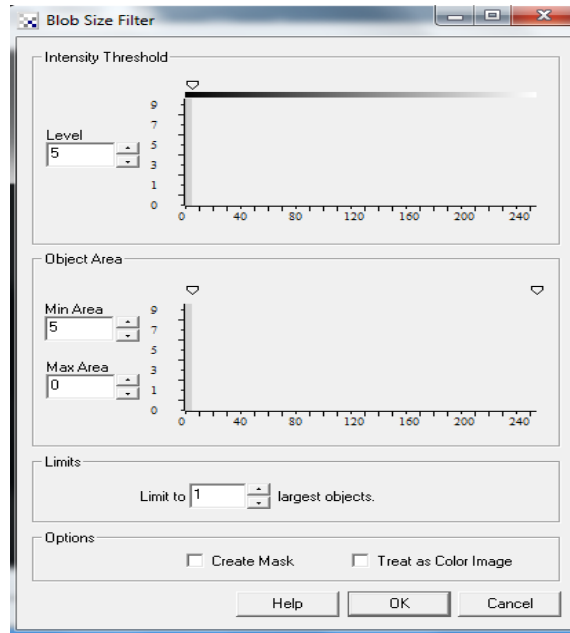 Blob Size Filter
Intensity Threshold
9
7
Level
5
5
3
1
0
0 40 80 120 160 200 240
Object Area
Min Area
9
5
7
5
Max Area
3
0
1
0
0 40 80 120 160 200 240
Limits
Limit to 1 largest objects.
Options
Create Mask Treat as Color Image
Help OK Cancel